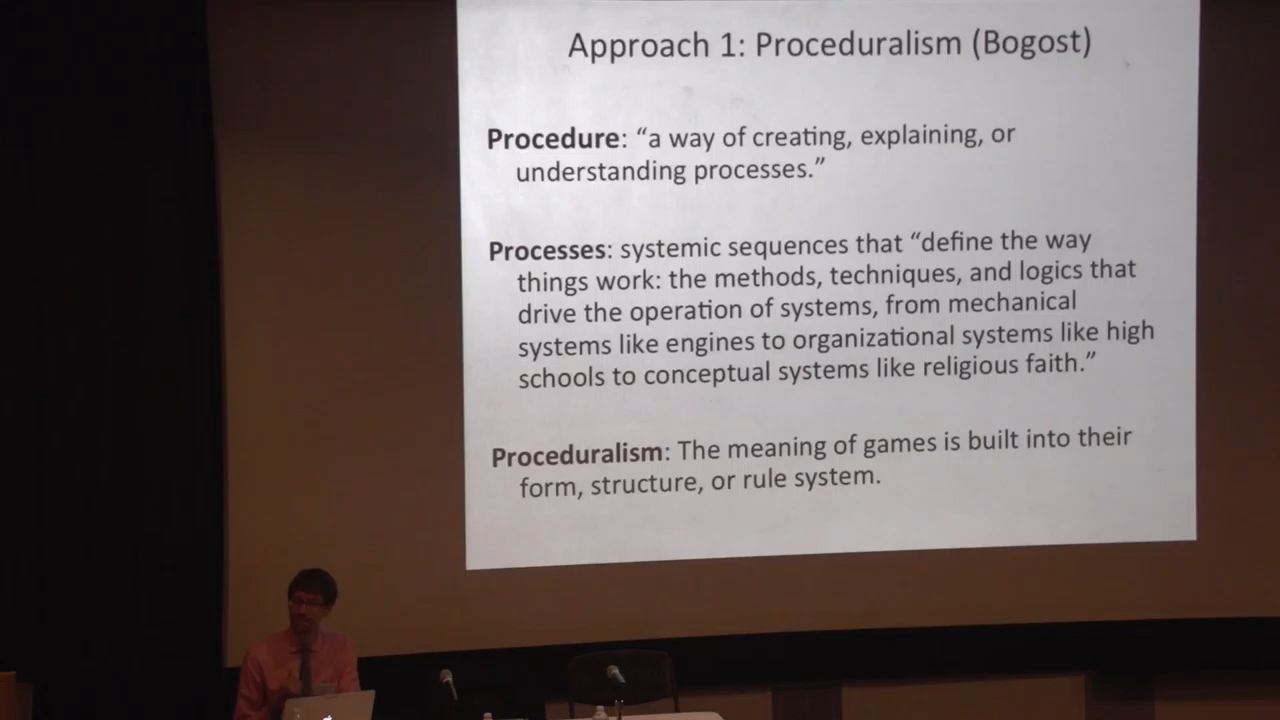 Approach 1: Proceduralism (Bogost)
Procedure: “a way of creating, explaining, or
understanding processes.”
Processes: systemic sequences that “define the way
things work: the methods, techniques, and logics that
drive the operation of systems, from mechanical
systems like engines to organizational systems like high
schools to conceptual systems like religious faith.”
Proceduralism: The meaning of games is built into their
form, structure, or rule system.